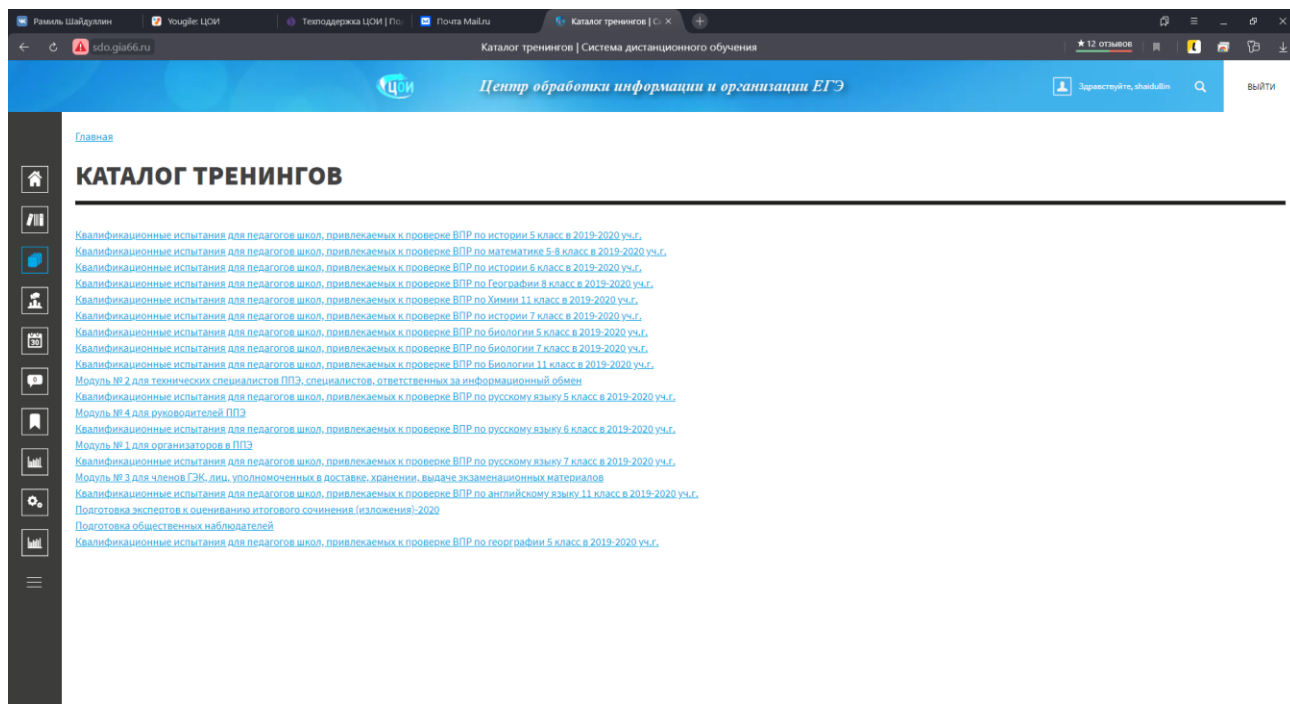 Рамиль Шайдуллин
Yougile: ЦОИ
Техподдержка ЦОИ | По
Почта Mail.ru
Каталог тренингов | С
sdo.gia66.ru
Каталог тренингов | Система дистанционного обучения
★ 12 отзывов
ЦОИ
Центр обработки информации и организации ЕГЭ
Здравствуйте, shaidullin
ВЫЙТИ
Главная
КАТАЛОГ ТРЕНИНГОВ
Квалификационные испытания для педагогов школ, привлекаемых к проверке ВПР по истории 5 класс в 2019-2020 уч.г.
Квалификационные испытания для педагогов школ, привлекаемых к проверке ВПР по математике 5-8 класс в 2019-2020 уч.г.
Квалификационные испытания для педагогов школ, привлекаемых к проверке ВПР по истории 6 класс в 2019-2020 уч.г.
Квалификационные испытания для педагогов школ, привлекаемых к проверке ВПР по Географии 8 класс в 2019-2020 уч.г.
Квалификационные испытания для педагогов школ, привлекаемых к проверке ВПР по Химии 11 класс в 2019-2020 уч.г.
Квалификационные испытания для педагогов школ, привлекаемых к проверке ВПР по истории 7 класс в 2019-2020 уч.г.
Квалификационные испытания для педагогов школ, привлекаемых к проверке ВПР по биологии 5 класс в 2019-2020 уч.г.
Квалификационные испытания для педагогов школ, привлекаемых к проверке ВПР по биологии 7 класс в 2019-2020 уч.г.
Квалификационные испытания для педагогов школ, привлекаемых к проверке ВПР по Биологии 11 класс в 2019-2020 уч.г.
Модуль № 2 для технических специалистов ППЭ, специалистов, ответственных за информационный обмен
Квалификационные испытания для педагогов школ, привлекаемых к проверке ВПР по русскому языку 5 класс в 2019-2020 уч.г.
Модуль № 4 для руководителей ППЭ
Квалификационные испытания для педагогов школ, привлекаемых к проверке ВПР по русскому языку 6 класс в 2019-2020 уч.г.
Модуль № 1 для организаторов в ППЭ
Квалификационные испытания для педагогов школ, привлекаемых к проверке ВПР по русскому языку 7 класс в 2019-2020 уч.г.
Модуль № 3 для членов ГЭК, лиц, уполномоченных в доставке, хранении, выдаче экзаменационных материалов
Квалификационные испытания для педагогов школ, привлекаемых к проверке ВПР по английскому языку 11 класс в 2019-2020 уч.г.
Подготовка экспертов к оцениванию итогового сочинения (изложения)-2020
Подготовка общественных наблюдателей
Квалификационные испытания для педагогов школ, привлекаемых к проверке ВПР по георграфии 5 класс в 2019-2020 уч.г.
30
0